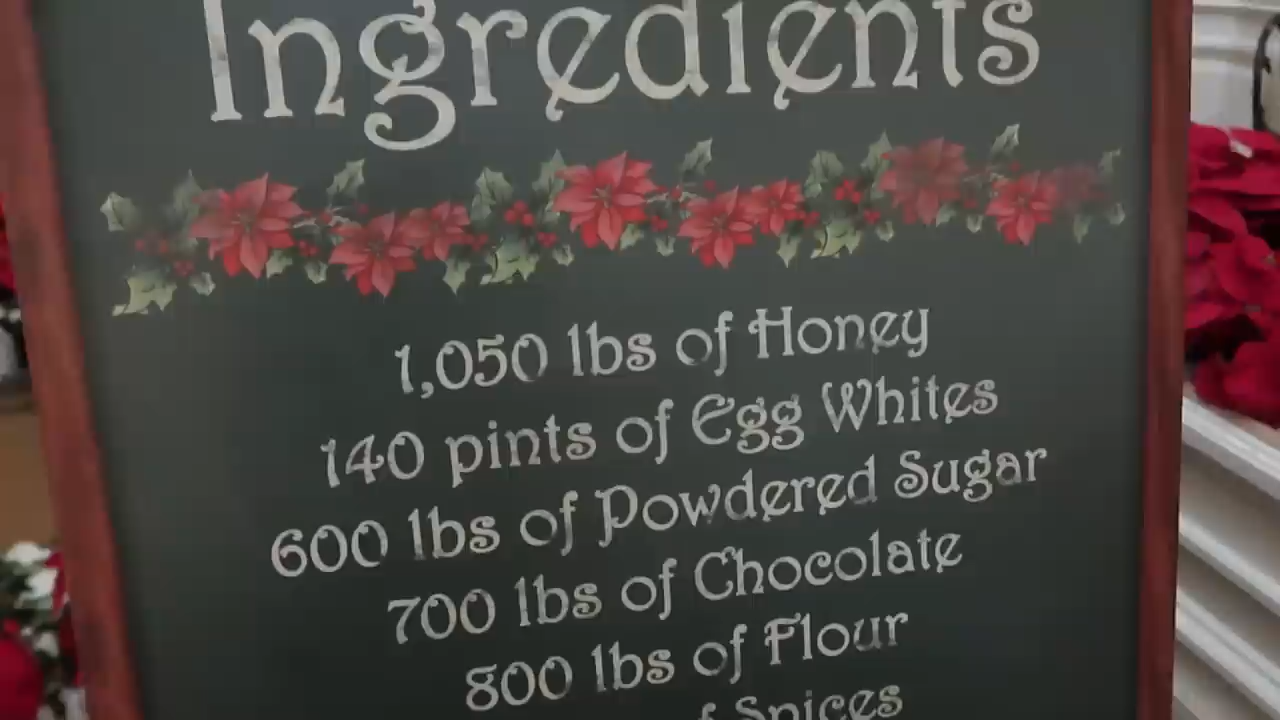 Ingredients
1,050 lbs of Honey
140 pints of Egg Whites
600 lbs of Powdered Sugar
700 lbs of Chocolate
800 lbs of Flour
of Spices